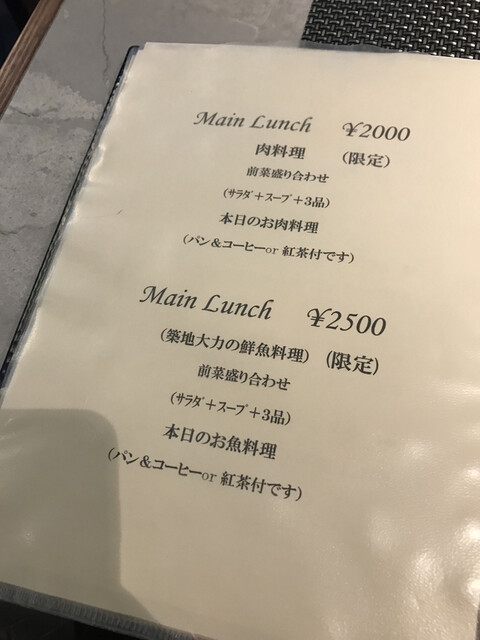 Main Lunch ¥2000
肉料理 (限定)
前菜盛り合わせ
(ｻﾗﾀﾞ+ｽｰﾌﾟ+3品)
本日のお肉料理
(パン&コーヒーor 紅茶付です)
Main Lunch ¥2500
(築地大力の鮮魚料理) (限定)
前菜盛り合わせ
(ｻﾗﾀﾞ+ｽｰﾌﾟ+3品)
本日のお魚料理
(パン&コーヒーor 紅茶付です)